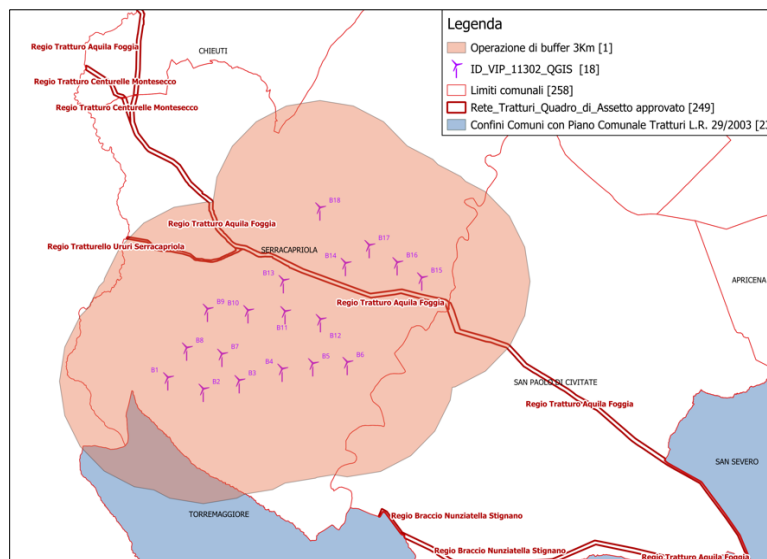 Legenda
Operazione di buffer 3Km [1]
ID_VIP_11302_QGIS [18]
Limiti comunali [258]
Rete_Tratturi_Quadro_di_Assetto approvato [249]
Confini Comuni con Piano Comunale Tratturi L.R. 29/2003 [23
Regio Tratturo Aquila Foggia
CHIEUTI
Regio Tratturo Centurelle Montesecco
Regio Tratturo Centurelle Montesecco
B18
Regio Tratturo Aquila Foggia
Regio Tratturello Ururi Serracapriola
SERRACAPRIOLA
B17
B14
B16
B13
B15
APRICENA
Regio Tratturo Aquila Foggia
B9
B10
B11
B12
B8
B7
B6
B5
B4
B1
B3
B2
SAN PAOLO DI CIVITATE
Regio Tratturo Aquila Foggia
SAN SEVERO
TORREMAGGIORE
Regio Braccio Nunziatella Stignano
Regio Braccio Nunziatella Stignano
Regio Tratturo Aquila Foggia